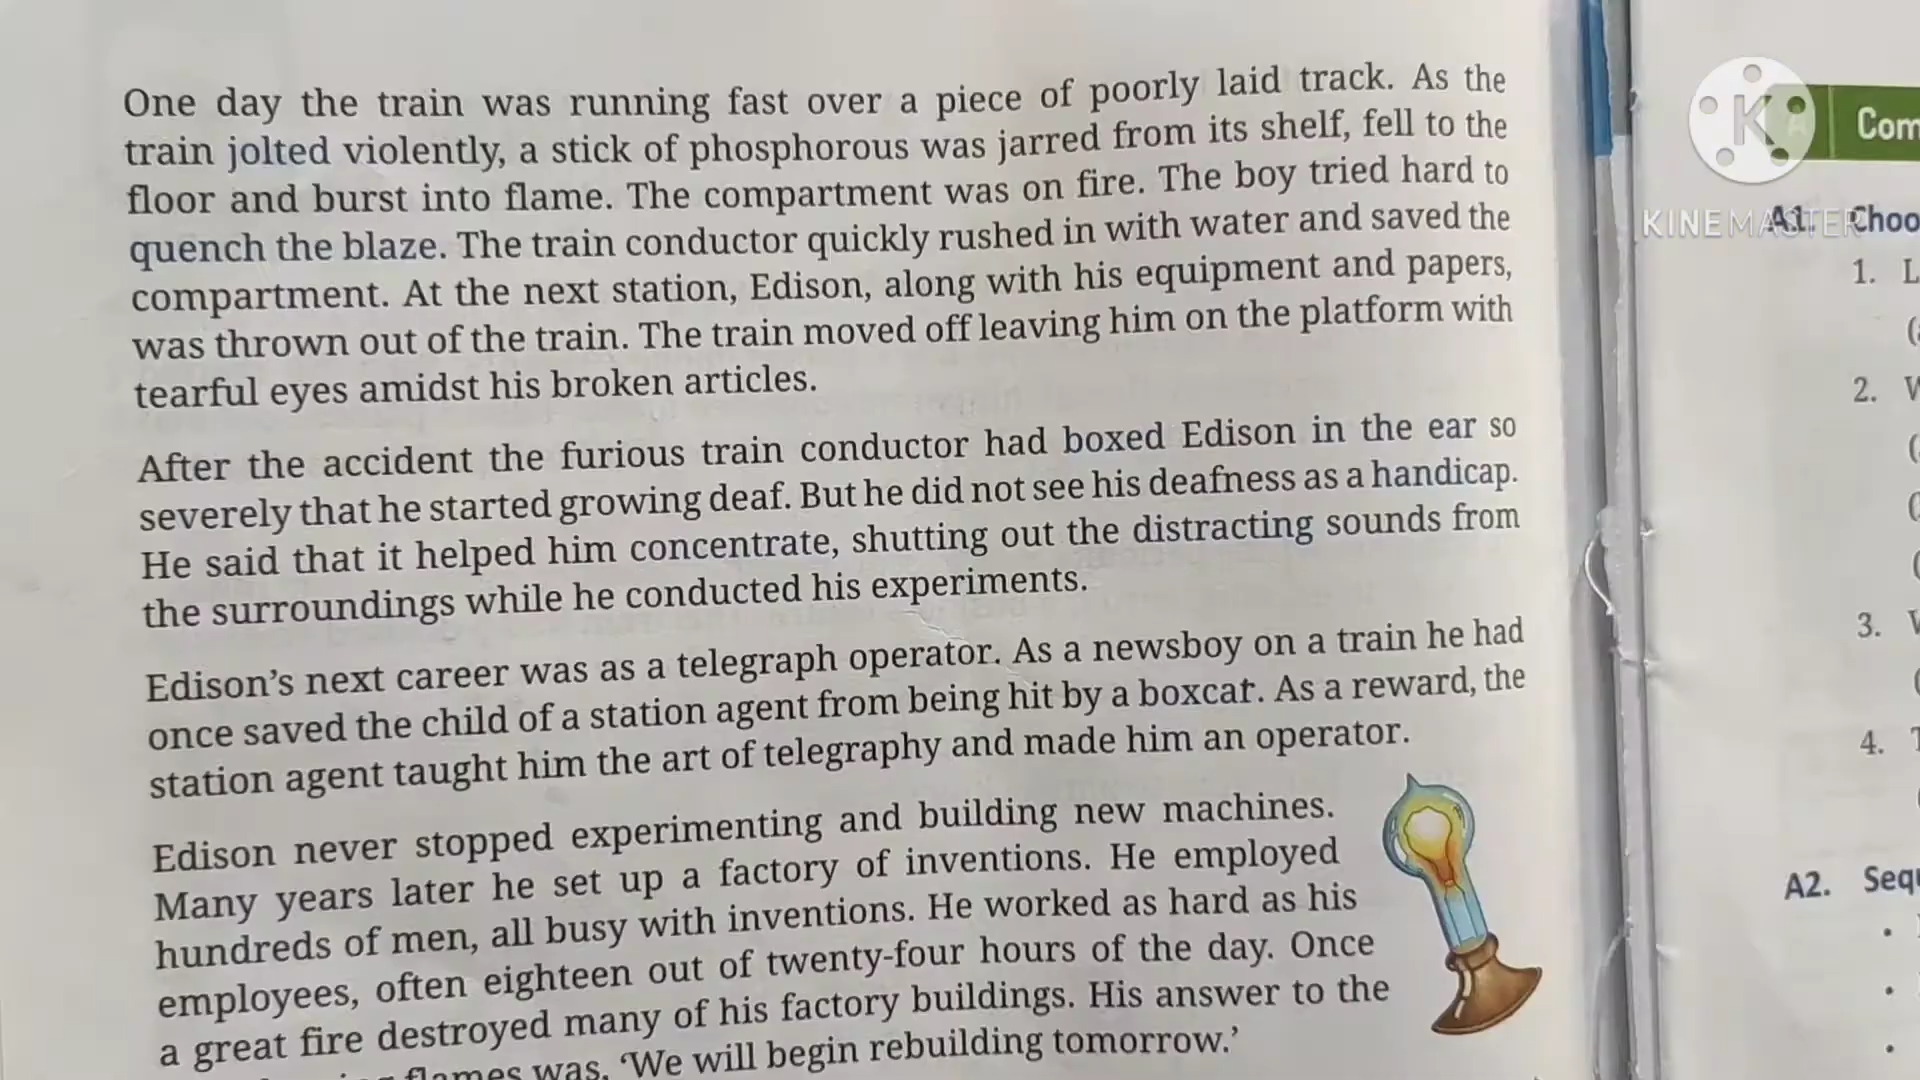 One day the train was running fast over a piece of poorly laid track. As the
train jolted violently, a stick of phosphorous was jarred from its shelf, fell to the
floor and burst into flame. The compartment was on fire. The boy tried hard to
quench the blaze. The train conductor quickly rushed in with water and saved the
compartment. At the next station, Edison, along with his equipment and papers,
was thrown out of the train. The train moved off leaving him on the platform with
tearful eyes amidst his broken articles.
After the accident the furious train conductor had boxed Edison in the ear so
severely that he started growing deaf. But he did not see his deafness as a handicap.
He said that it helped him concentrate, shutting out the distracting sounds from
the surroundings while he conducted his experiments.
Edison's next career was as a telegraph operator. As a newsboy on a train he had
once saved the child of a station agent from being hit by a boxcar. As a reward, the
station agent taught him the art of telegraphy and made him an operator.
Edison never stopped experimenting and building new machines.
Many years later he set up a factory of inventions. He employed
hundreds of men, all busy with inventions. He worked as hard as his
employees, often eighteen out of twenty-four hours of the day. Once
a great fire destroyed many of his factory buildings. His answer to the
flames was, ‘We will begin rebuilding tomorrow.’
K
KINEMASTER
Com
A1. Choo
1. L
2.
3.
4.
A2. Sequ